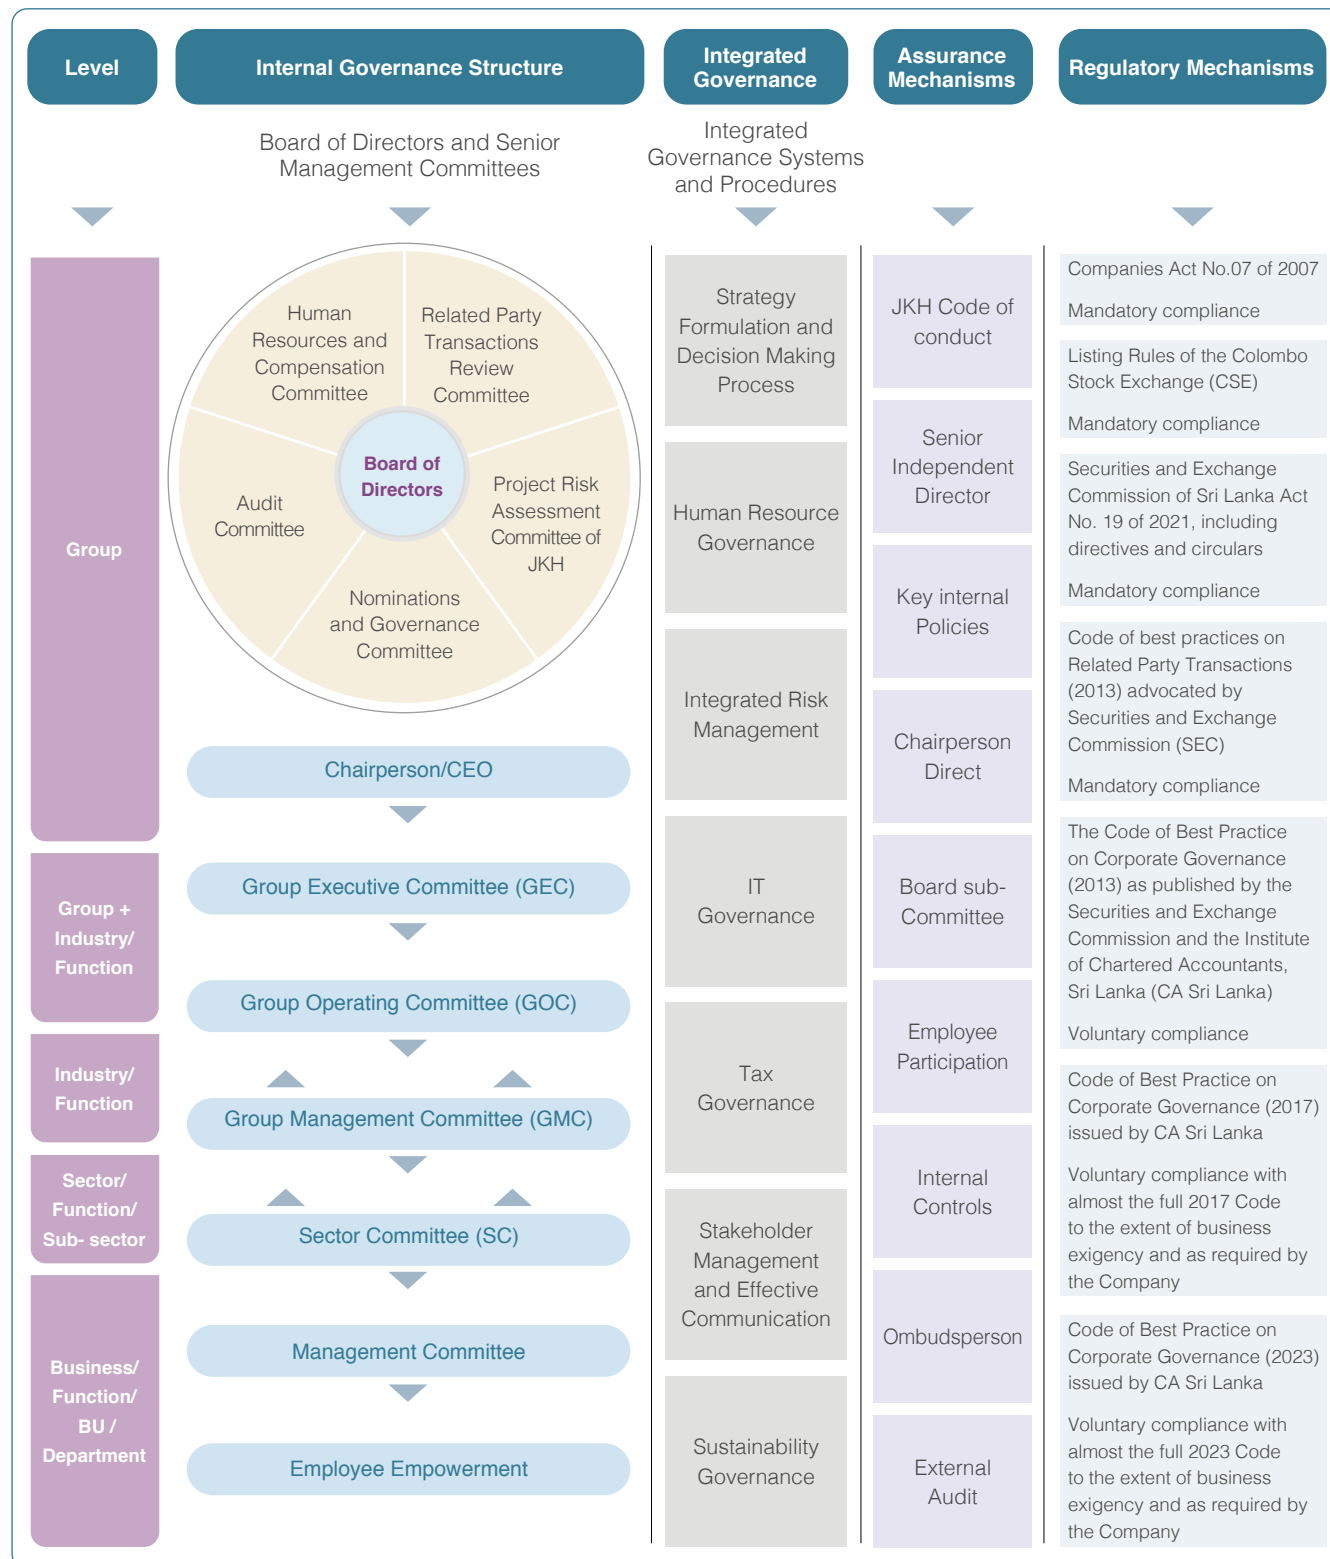 Level
Internal Governance Structure
Integrated
Governance
Assurance
Mechanisms
Regulatory Mechanisms
Board of Directors and Senior
Management Committees
Integrated
Governance Systems
and Procedures
Group
Group +
Industry/
Function
Industry/
Function
Sector/
Function/
Sub- sector
Business/
Function/
BU /
Department
Human
Resources and
Compensation
Committee
Related Party
Transactions
Review
Committee
Board of
Directors
Audit
Committee
Project Risk
Assessment
Committee of
JKH
Nominations
and Governance
Committee
Chairperson/CEO
Group Executive Committee (GEC)
Group Operating Committee (GOC)
Group Management Committee (GMC)
Sector Committee (SC)
Management Committee
Employee Empowerment
Strategy
Formulation and
Decision Making
Process
Human Resource
Governance
Integrated Risk
Management
IT
Governance
Tax
Governance
Stakeholder
Management
and Effective
Communication
Sustainability
Governance
JKH Code of
conduct
Senior
Independent
Director
Key internal
Policies
Chairperson
Direct
Board sub-
Committee
Employee
Participation
Internal
Controls
Ombudsperson
External
Audit
Companies Act No.07 of 2007
Mandatory compliance
Listing Rules of the Colombo
Stock Exchange (CSE)
Mandatory compliance
Securities and Exchange
Commission of Sri Lanka Act
No. 19 of 2021, including
directives and circulars
Mandatory compliance
Code of best practices on
Related Party Transactions
(2013) advocated by
Securities and Exchange
Commission (SEC)
Mandatory compliance
The Code of Best Practice
on Corporate Governance
(2013) as published by the
Securities and Exchange
Commission and the Institute
of Chartered Accountants,
Sri Lanka (CA Sri Lanka)
Voluntary compliance
Code of Best Practice on
Corporate Governance (2017)
issued by CA Sri Lanka
Voluntary compliance with
almost the full 2017 Code
to the extent of business
exigency and as required by
the Company
Code of Best Practice on
Corporate Governance (2023)
issued by CA Sri Lanka
Voluntary compliance with
almost the full 2023 Code
to the extent of business
exigency and as required by
the Company